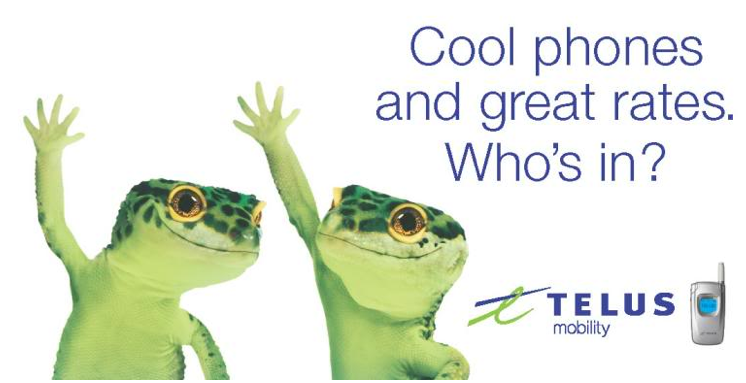 Cool phones
and great rates.
Who's in?
TELUS
mobility